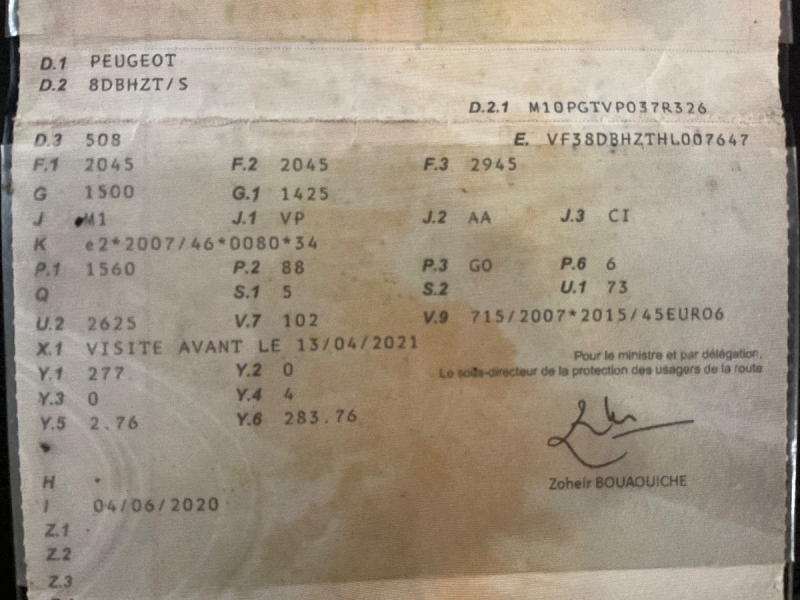 D.1 PEUGEOT
D.2 8DBHZT/S
D.2.1 M10PGTVP037R326
D.3 508 E. VF38DBHZTHL007647
F.1 2045 F.2 2045 F.3 2945
G 1500 G.1 1425
J M1 J.1 VP J.2 AA J.3 CI
K e2*2007/46*0080*34
P.1 1560 P.2 88 P.3 GO P.6 6
Q S.1 5 S.2 U.1 73
U.2 2625 V.7 102 V.9 715/2007*2015/45EURO6
X.1 VISITE AVANT LE 13/04/2021
Pour le ministre et par délégation,
Y.1 277 Y.2 0 Le sous-directeur de la protection des usagers de la route
Y.3 0 Y.4 4
Y.5 2.76 Y.6 283.76
H
Zoheir BOUAOUICHE
I 04/06/2020
Z.1
Z.2
Z.3